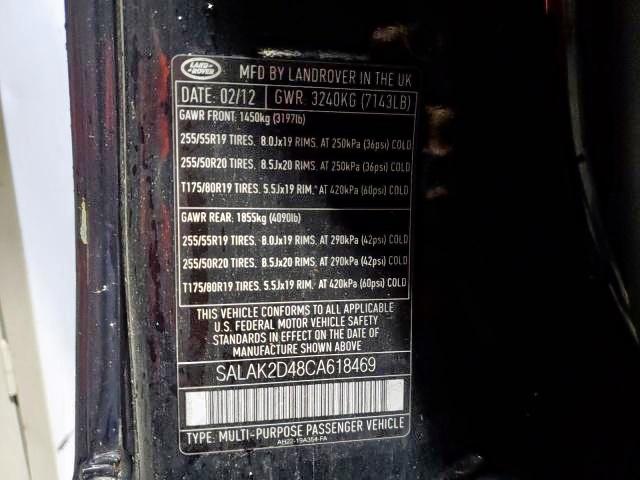 LAND ROVER
MFD BY LANDROVER IN THE UK
DATE: 02/12 GWR 3240KG (7143LB)
GAWR FRONT: 1450kg (3197lb)
255/55R19 TIRES. 8.0Jx19 RIMS. AT 250kPa (36psi) COLD
255/50R20 TIRES. 8.5Jx20 RIMS. AT 250kPa (36psi) COLD
T175/80R19 TIRES. 5.5Jx19 RIM.* AT 420kPa (60psi) COLD
GAWR REAR: 1855kg (4090lb)
255/55R19 TIRES. 8.0Jx19 RIMS. AT 290kPa (42psi) COLD
255/50R20 TIRES. 8.5Jx20 RIMS. AT 290kPa (42psi) COLD
T175/80R19 TIRES. 5.5Jx19 RIM.* AT 420kPa (60psi) COLD
THIS VEHICLE CONFORMS TO ALL APPLICABLE
U.S. FEDERAL MOTOR VEHICLE SAFETY
STANDARDS IN EFFECT ON THE DATE OF
MANUFACTURE SHOWN ABOVE
SALAK2D48CA618469
TYPE: MULTI-PURPOSE PASSENGER VEHICLE
AH22-19A364-FA